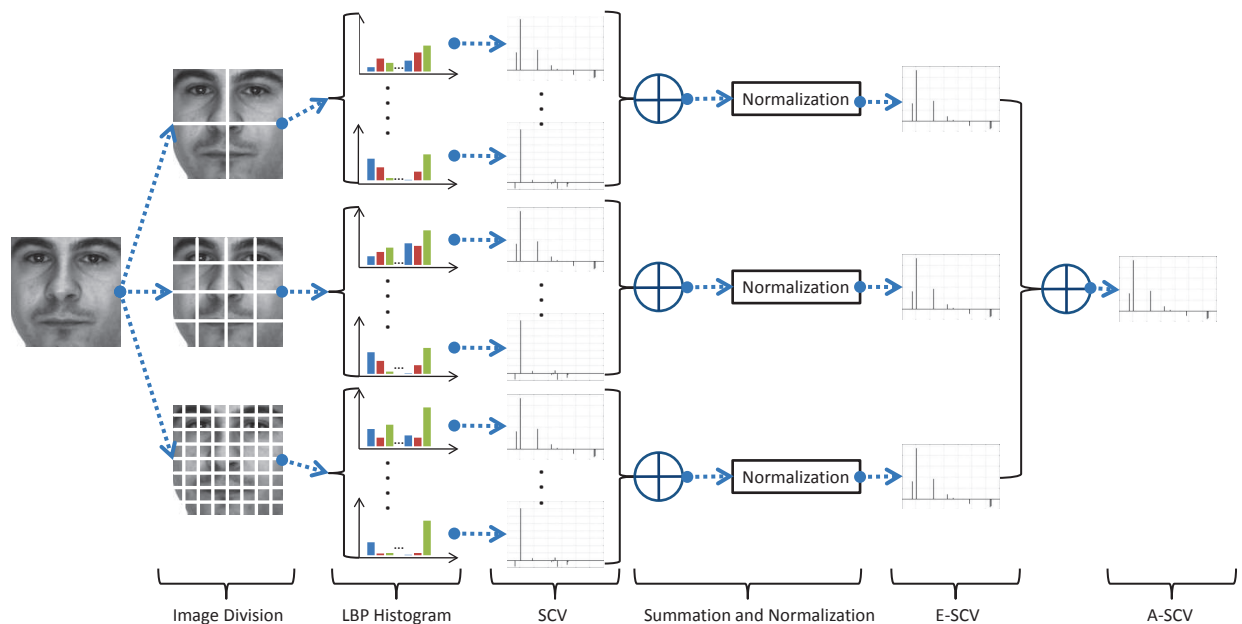 Normalization
Normalization
Normalization
...
...
...
...
...
...
Image Division
LBP Histogram
SCV
Summation and Normalization
E-SCV
A-SCV